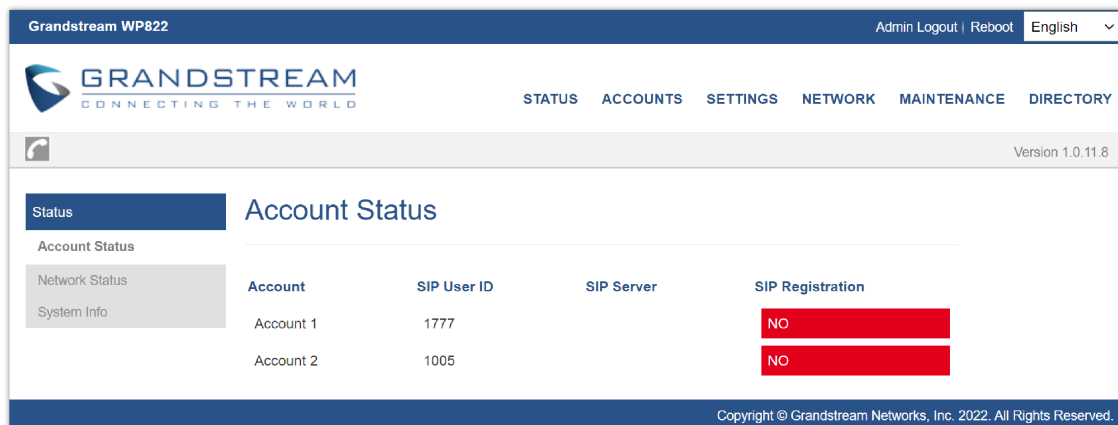 Grandstream WP822
Admin Logout | Reboot English
GRANDSTREAM
CONNECTING THE WORLD
STATUS ACCOUNTS SETTINGS NETWORK MAINTENANCE DIRECTORY
Version 1.0.11.8
Status
Account Status
Network Status
System Info
Account Status
Account SIP User ID SIP Server SIP Registration
Account 1 1777 NO
Account 2 1005 NO
Copyright © Grandstream Networks, Inc. 2022. All Rights Reserved.